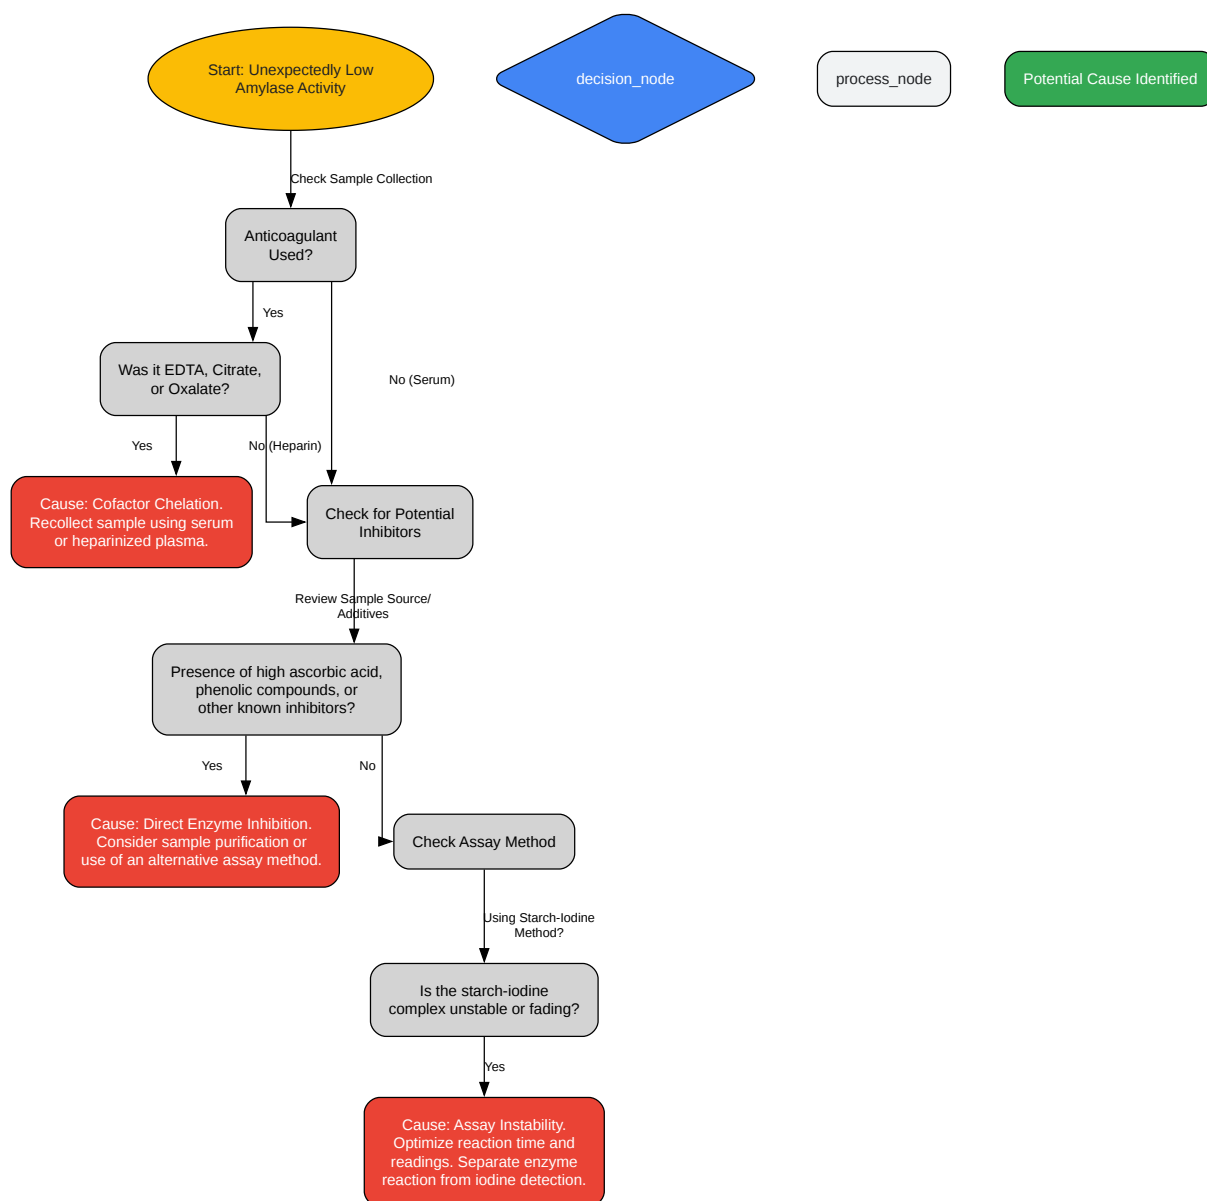 Start: Unexpectedly Low
Amylase Activity
decision_node
process_node
Potential Cause Identified
Check Sample Collection
Anticoagulant
Used?
Yes
No (Serum)
Was it EDTA, Citrate,
or Oxalate?
Yes
No (Heparin)
Cause: Cofactor Chelation.
Recollect sample using serum
or heparinized plasma.
Check for Potential
Inhibitors
Review Sample Source/
Additives
Presence of high ascorbic acid,
phenolic compounds, or
other known inhibitors?
Yes
No
Cause: Direct Enzyme Inhibition.
Consider sample purification or
use of an alternative assay method.
Check Assay Method
Using Starch-Iodine
Method?
Is the starch-iodine
complex unstable or fading?
Yes
Cause: Assay Instability.
Optimize reaction time and
readings. Separate enzyme
reaction from iodine detection.